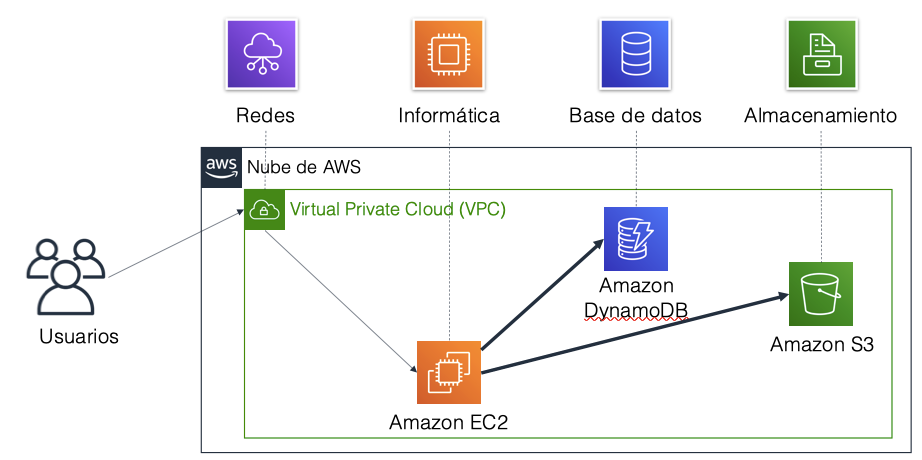 Redes
Informática
Base de datos
Almacenamiento
aws
Nube de AWS
Virtual Private Cloud (VPC)
Usuarios
Amazon
DynamoDB
Amazon S3
Amazon EC2